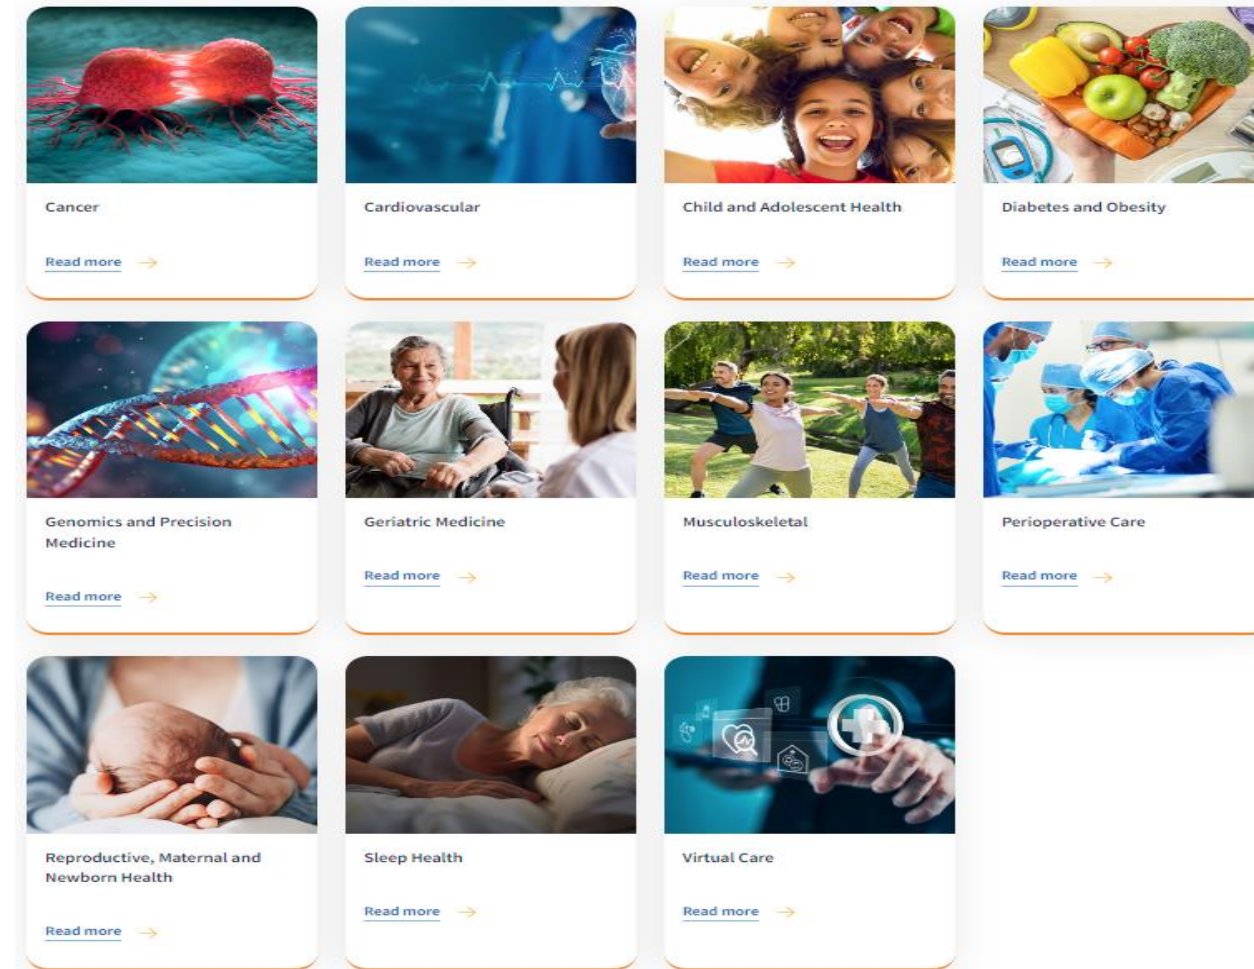 Cancer
Cardiovascular
Child and Adolescent Health
Diabetes and Obesity
Read more →
Read more →
Read more →
Read more →
Genomics and Precision
Medicine
Geriatric Medicine
Musculoskeletal
Perioperative Care
Read more →
Read more →
Read more →
Read more →
Reproductive, Maternal and
Newborn Health
Sleep Health
Virtual Care
Read more →
Read more →
Read more →